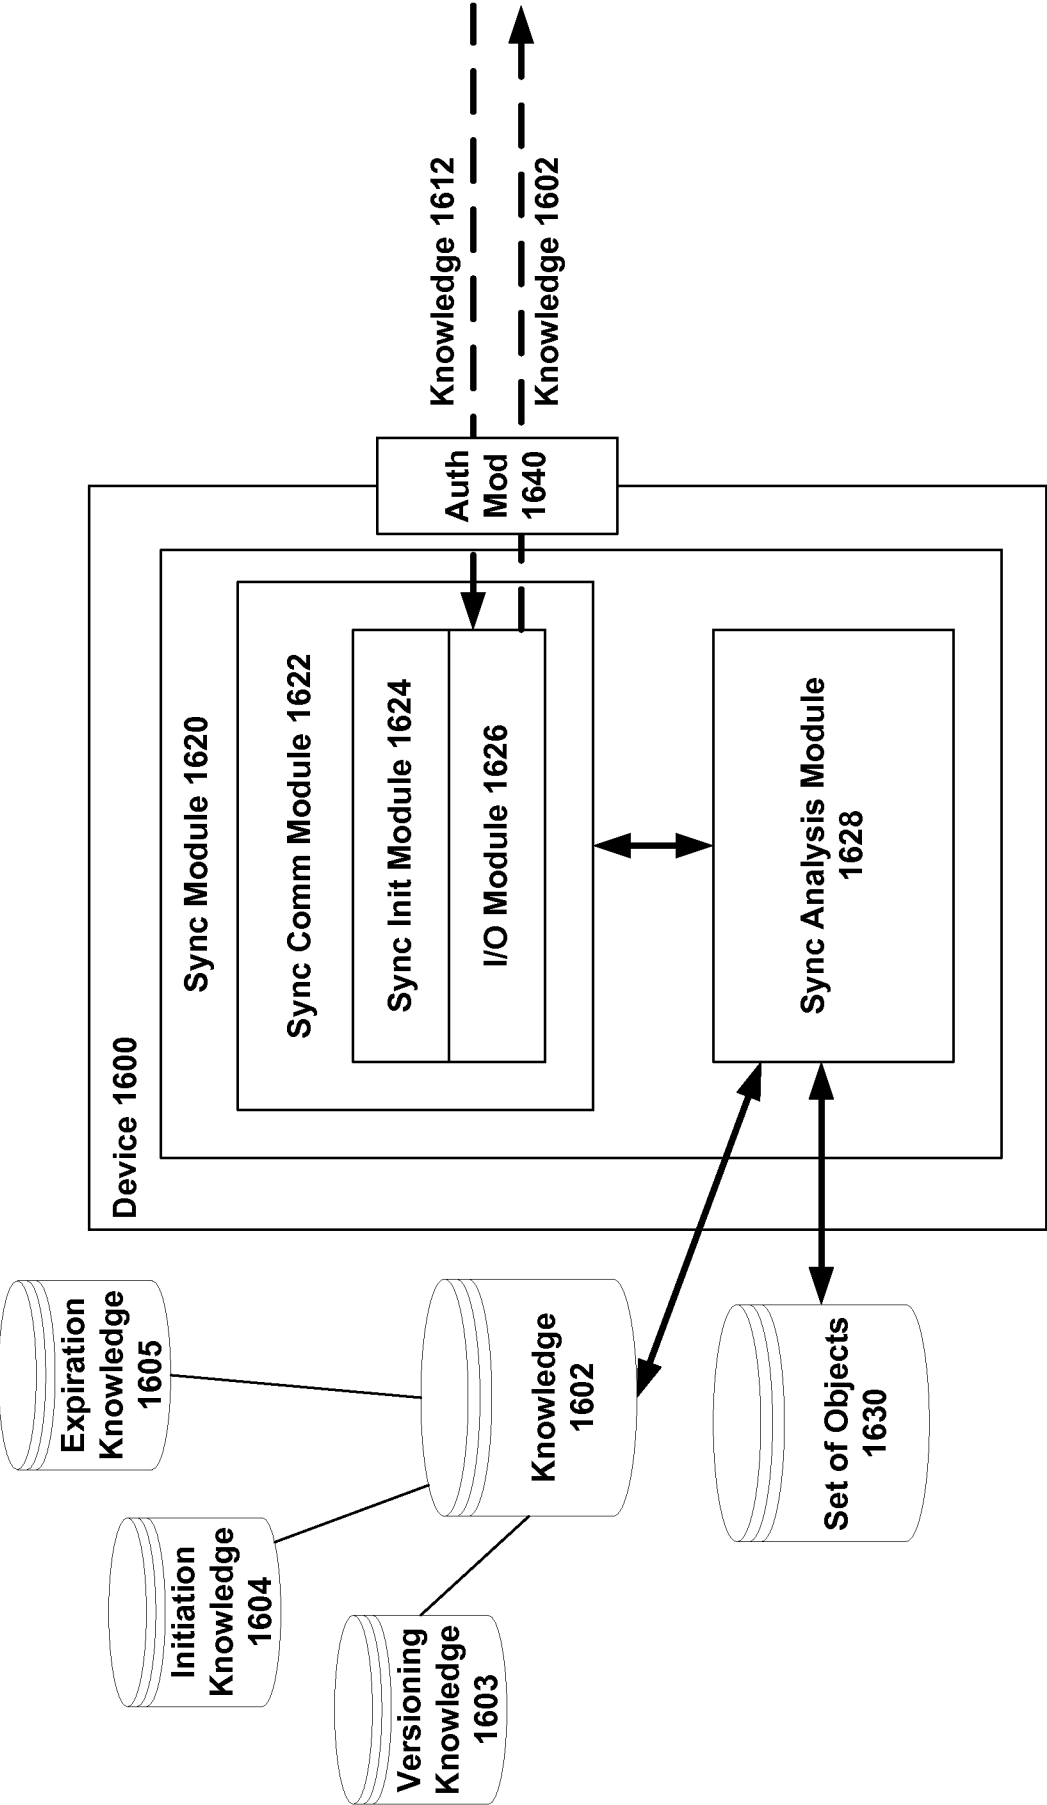 Expiration
Knowledge
1605
Initiation
Knowledge
1604
Versioning
Knowledge
1603
Knowledge
1602
Set of Objects
1630
Device 1600
Sync Module 1620
Sync Comm Module 1622
Sync Init Module 1624
I/O Module 1626
Sync Analysis Module
1628
Auth
Mod
1640
Knowledge 1612
Knowledge 1602